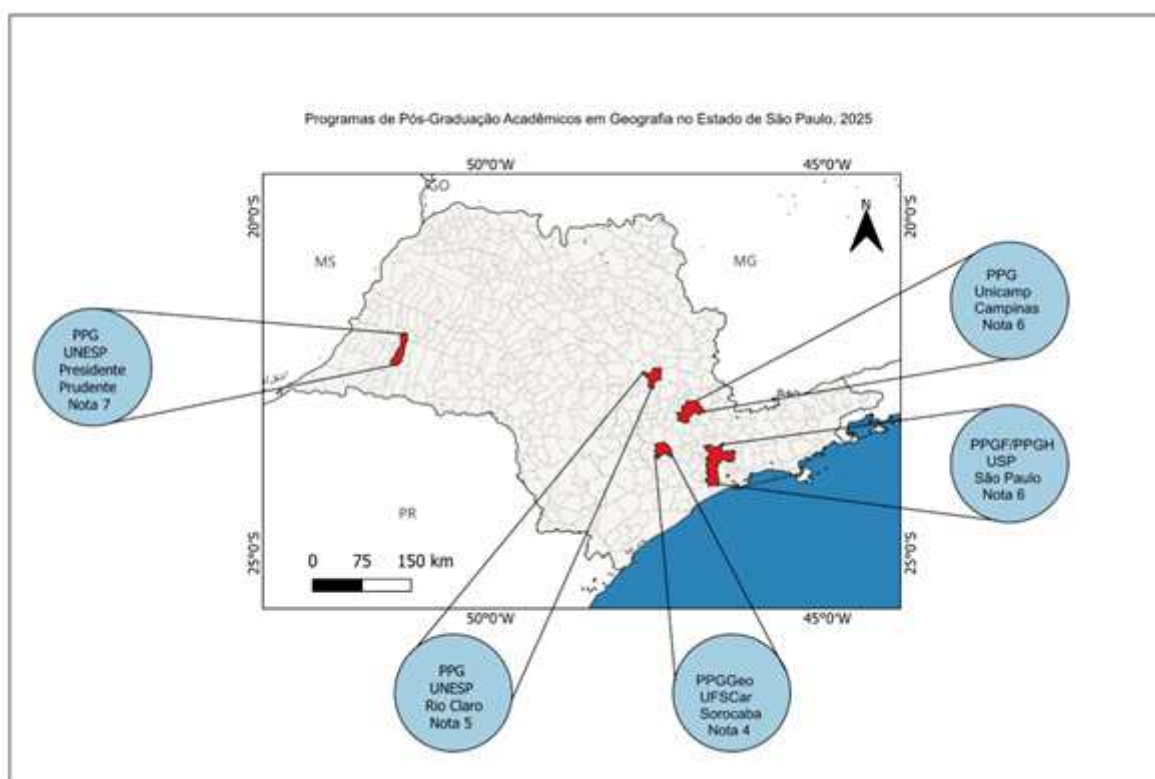 Programas de Pós-Graduação Acadêmicos em Geografia no Estado de São Paulo, 2025
50°0'W
45°0'W
20°0'S
20°0'S
GO
MS
MG
N
PPG
Unicamp
Campinas
Nota 6
PPG
UNESP
Presidente
Prudente
Nota 7
PPGF/PPGH
USP
São Paulo
Nota 6
PR
0 75 150 km
25°0'S
25°0'S
50°0'W
45°0'W
PPG
UNESP
Rio Claro
Nota 5
PPGGeo
UFSCar
Sorocaba
Nota 4